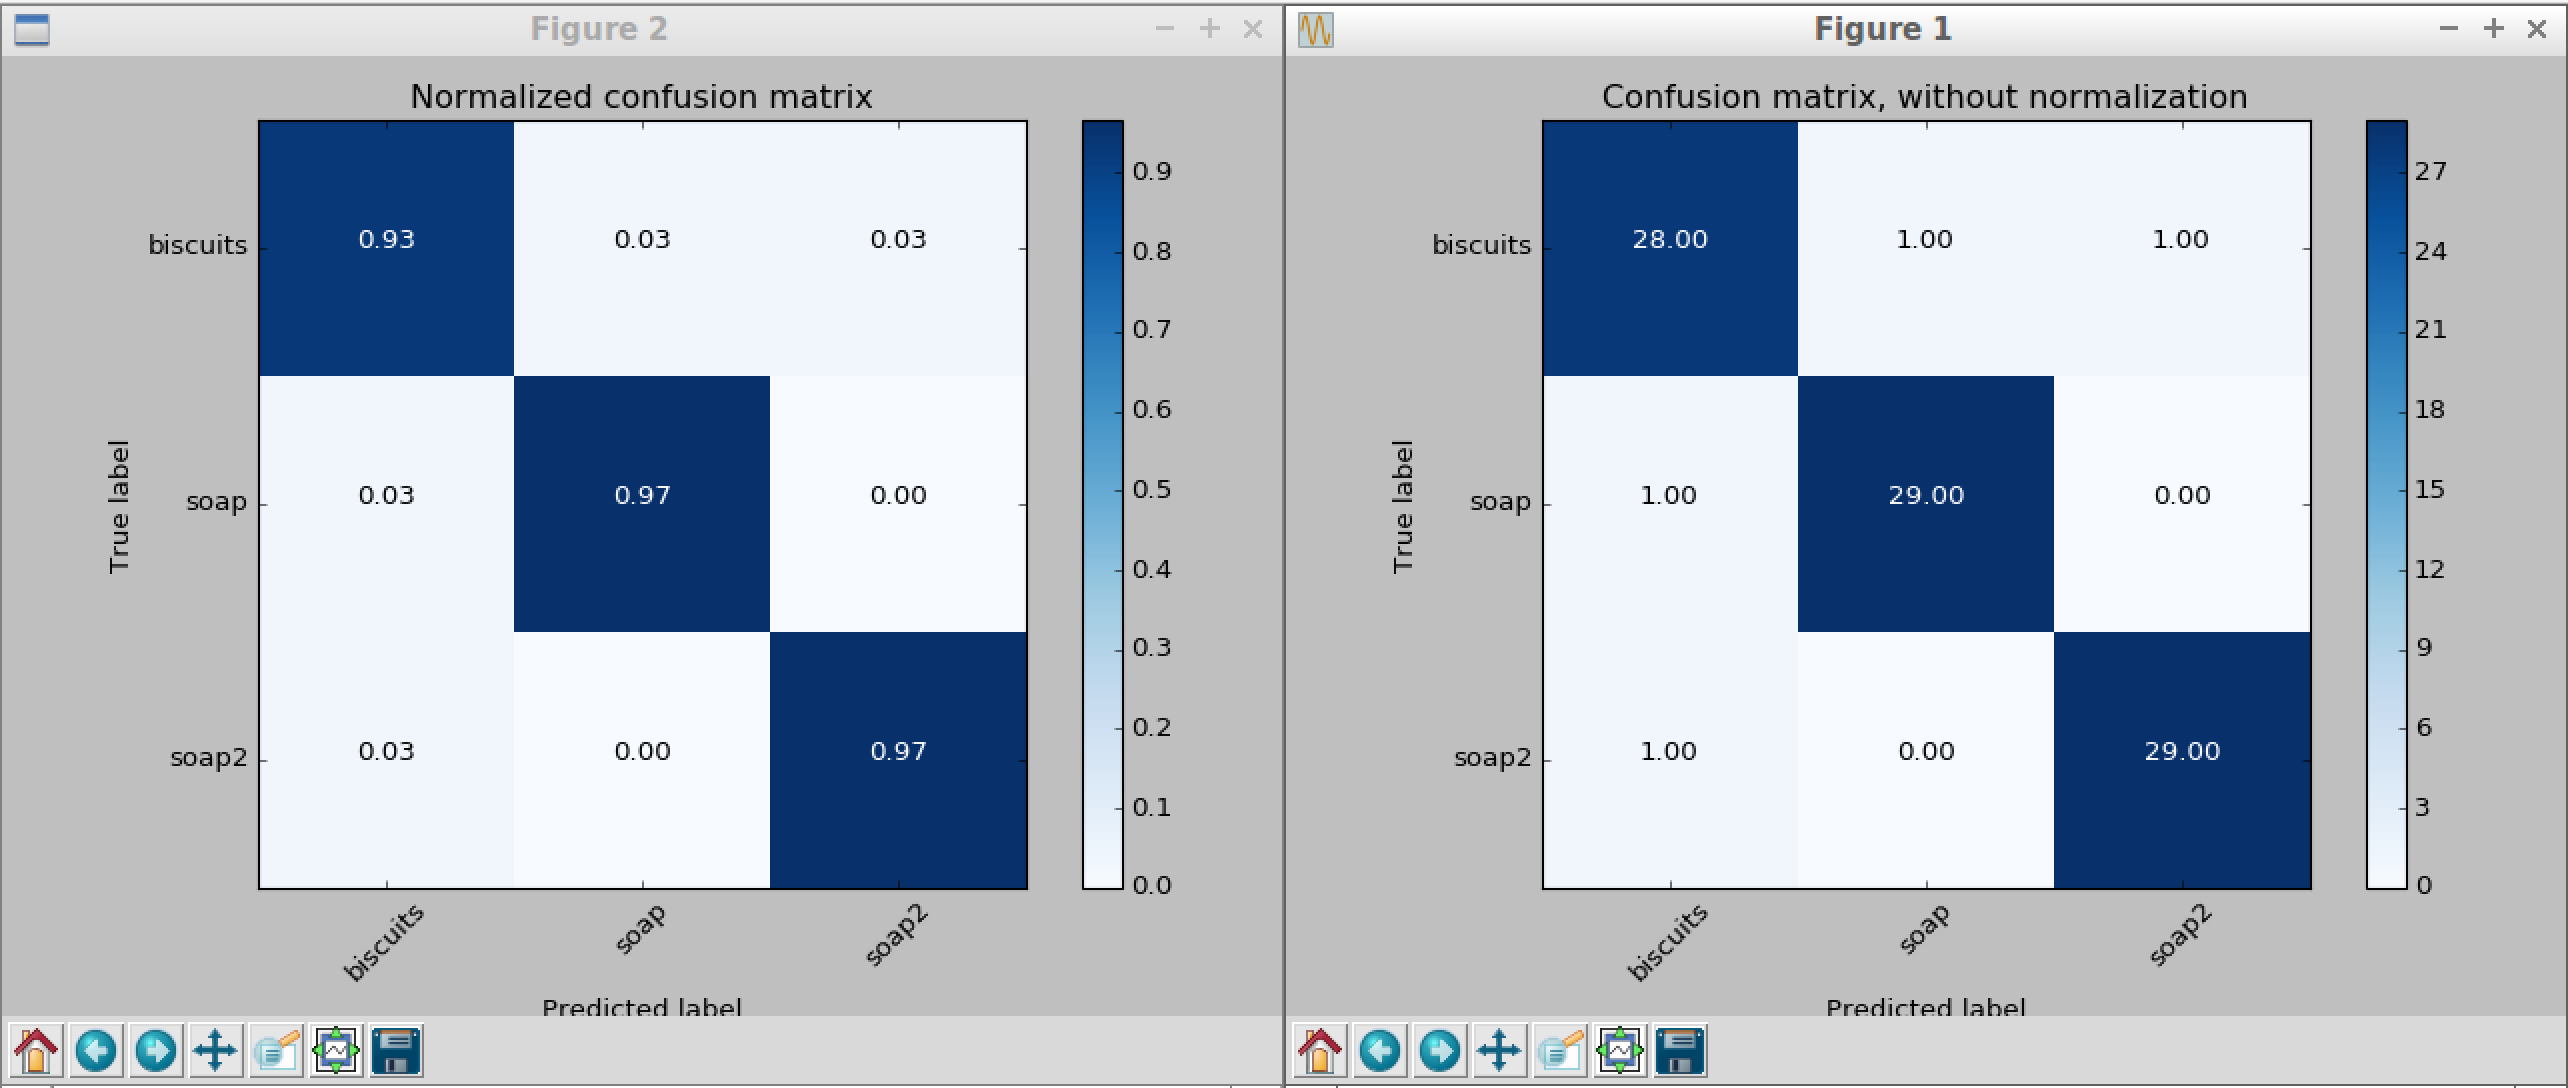 Figure 2
Normalized confusion matrix
biscuits
soap
soap2
True label
0.93 0.03 0.03
0.03 0.97 0.00
0.03 0.00 0.97
0.9
0.8
0.7
0.6
0.5
0.4
0.3
0.2
0.1
0.0
biscuits soap soap2
Predicted label
Figure 1
Confusion matrix, without normalization
biscuits
soap
soap2
True label
28.00 1.00 1.00
1.00 29.00 0.00
1.00 0.00 29.00
27
24
21
18
15
12
9
6
3
0
biscuits soap soap2
Predicted label